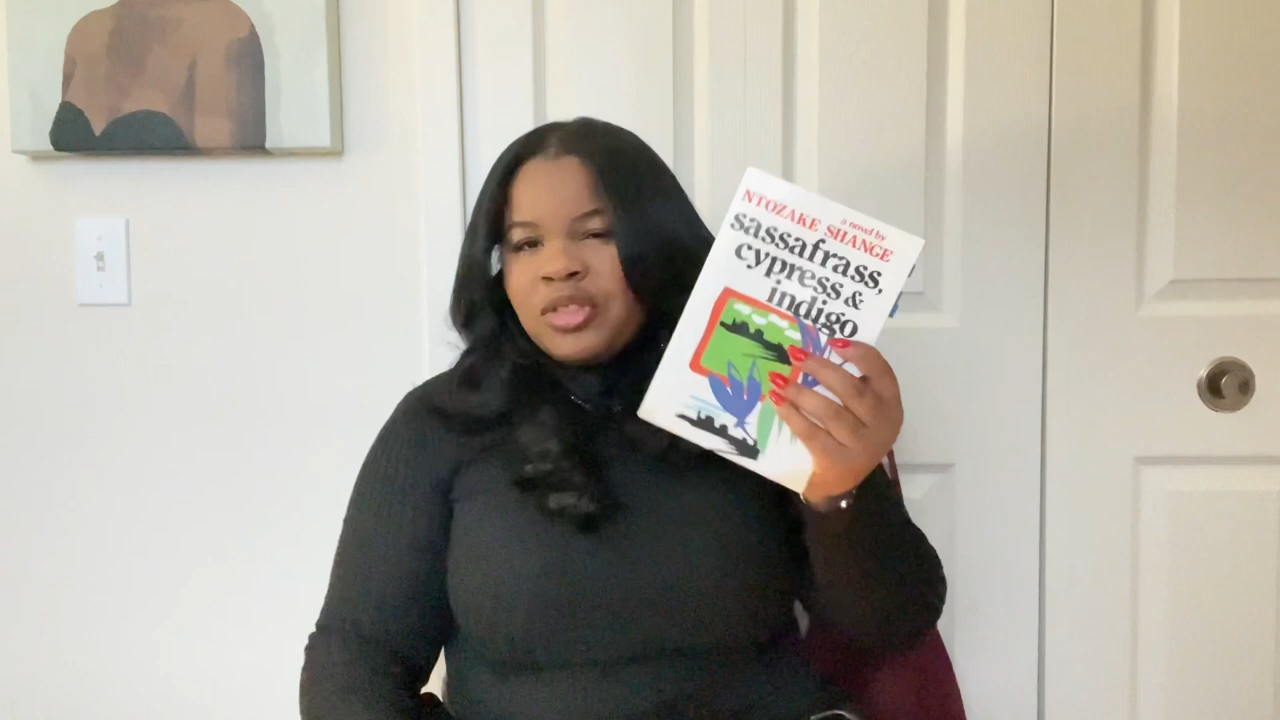 a novel by
NTOZAKE SHANGE
sassafrass,
cypress &
indigo